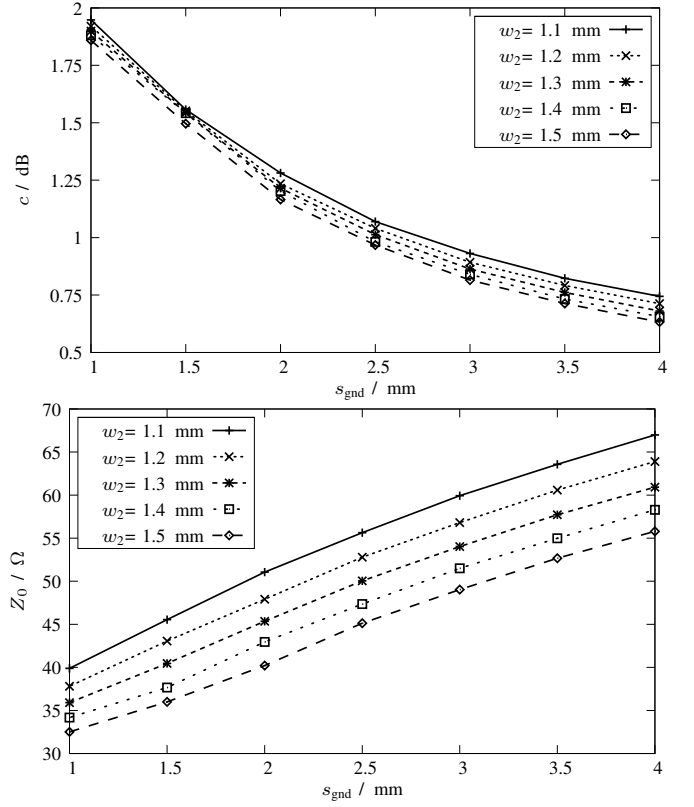 2
1.75
1.5
1.25
1
0.75
0.5
c / dB
w₂= 1.1 mm
w₂= 1.2 mm
w₂= 1.3 mm
w₂= 1.4 mm
w₂= 1.5 mm
1 1.5 2 2.5 3 3.5 4
s_gnd / mm
70
65
60
55
50
45
40
35
30
Z₀ / Ω
w₂= 1.1 mm
w₂= 1.2 mm
w₂= 1.3 mm
w₂= 1.4 mm
w₂= 1.5 mm
1 1.5 2 2.5 3 3.5 4
s_gnd / mm